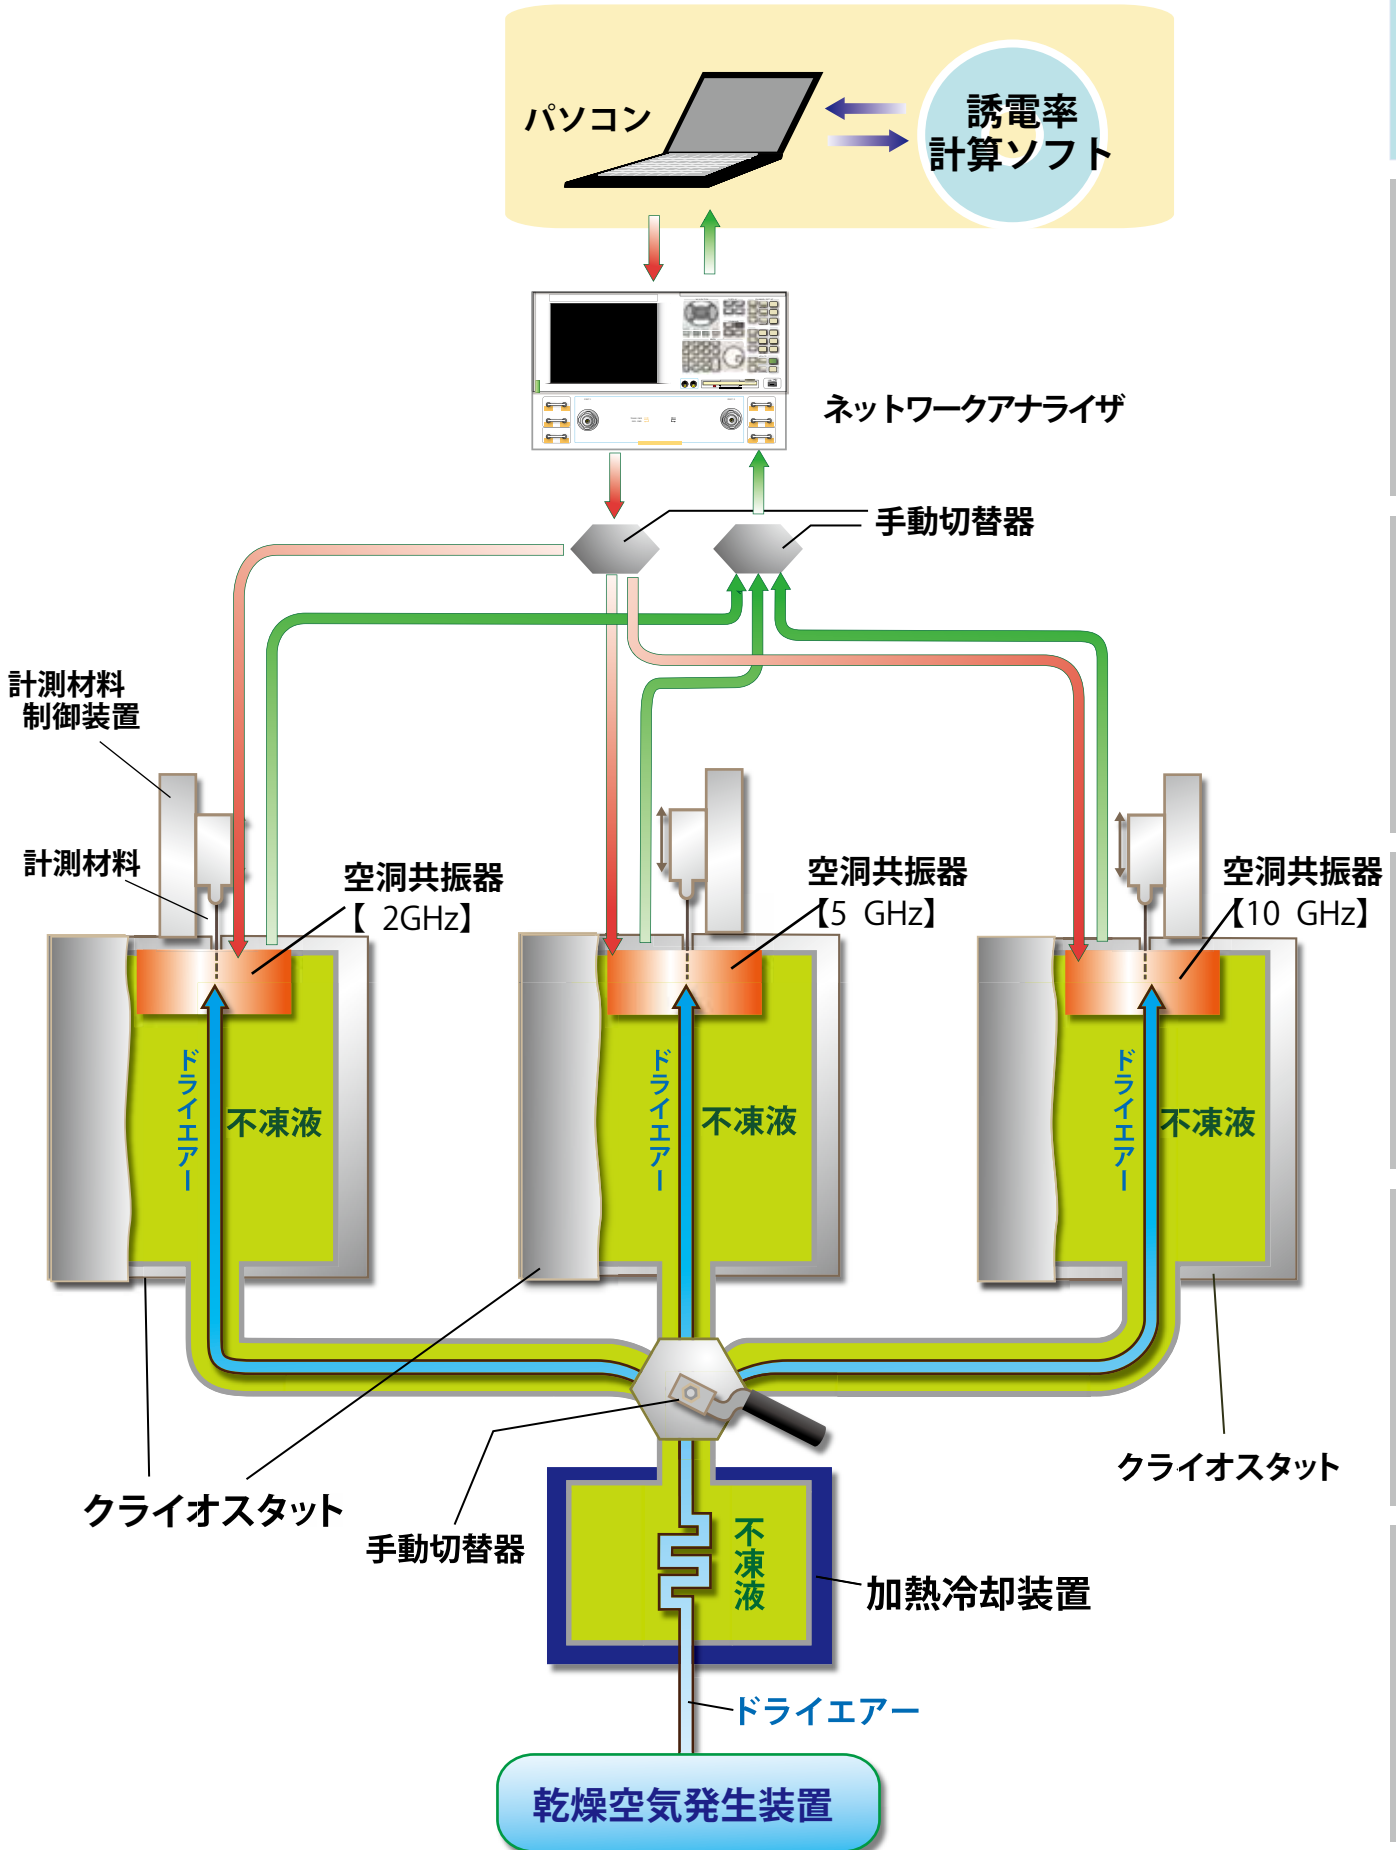 パソコン
誘電率
計算ソフト
ネットワークアナライザ
手動切替器
計測材料
制御装置
計測材料
空洞共振器
【 2GHz】
空洞共振器
【5 GHz】
空洞共振器
【10 GHz】
ドライエアー
不凍液
ドライエアー
不凍液
ドライエアー
不凍液
クライオスタット
クライオスタット
手動切替器
不凍液
加熱冷却装置
ドライエアー
乾燥空気発生装置